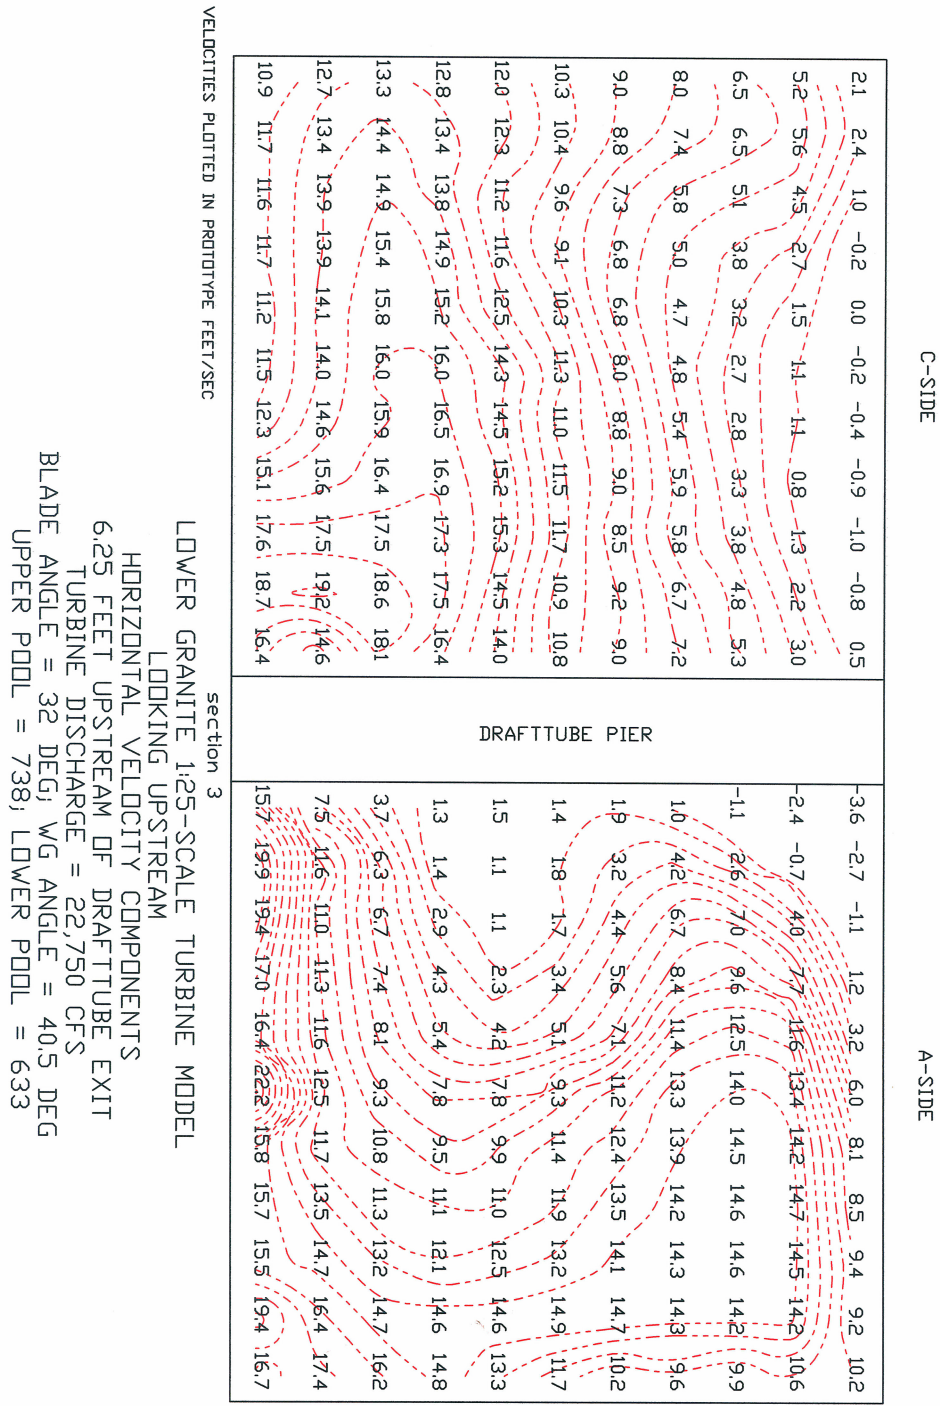 C-SIDE A-SIDE
2.1 2.4 1.0 -0.2 0.0 -0.2 -0.4 -0.9 -1.0 -0.8 0.5 -3.6 -2.7 -1.1 1.2 3.2 6.0 8.1 8.5 9.4 9.2 10.2
5.2 5.6 4.5 2.7 1.5 1.1 1.1 0.8 1.3 2.2 3.0 -2.4 -0.7 4.0 7.7 11.6 13.4 14.2 14.7 14.5 14.2 10.6
6.5 6.5 5.1 3.8 3.2 2.7 2.8 3.3 3.8 4.8 5.3 -1.1 2.6 7.0 9.6 12.5 14.0 14.5 14.6 14.6 14.2 9.9
8.0 7.4 5.8 5.0 4.7 4.8 5.4 5.9 5.8 6.7 7.2 1.0 4.2 6.7 8.4 11.4 13.3 13.9 14.2 14.3 14.3 9.6
DRAFTTUBE PIER
9.0 8.8 7.3 6.8 6.8 8.0 8.8 9.0 8.5 9.2 9.0 1.9 3.2 4.4 5.6 7.1 11.2 12.4 13.5 14.1 14.7 10.2
10.3 10.4 9.6 9.1 10.3 11.3 11.0 11.5 11.7 10.9 10.8 1.4 1.8 1.7 3.4 5.1 9.3 11.4 11.9 13.2 14.9 11.7
12.0 12.3 11.2 11.6 12.5 14.3 14.5 15.2 15.3 14.5 14.0 1.5 1.1 1.1 2.3 4.2 7.8 9.9 11.0 12.5 14.6 13.3
12.8 13.4 13.8 14.9 15.2 16.0 16.5 16.9 17.3 17.5 16.4 1.3 1.4 2.9 4.3 5.4 7.8 9.5 11.1 12.1 14.6 14.8
13.3 14.4 14.9 15.4 15.8 16.0 15.9 16.4 17.5 18.6 18.1 3.7 6.3 6.7 7.4 8.1 9.3 10.8 11.3 13.2 14.7 16.2
12.7 13.4 13.9 13.9 14.1 14.0 14.6 15.6 17.5 19.2 14.6 7.5 11.6 11.0 11.3 11.6 12.5 11.7 13.5 14.7 16.4 17.4
10.9 11.7 11.6 11.7 11.2 11.5 12.3 15.1 17.6 18.7 16.4 15.7 19.9 19.4 17.0 16.4 22.2 15.8 15.7 15.5 19.4 16.7
VELOCITIES PLOTTED IN PROTOTYPE FEET/SEC
section 3
LOWER GRANITE 1:25-SCALE TURBINE MODEL
LOOKING UPSTREAM
HORIZONTAL VELOCITY COMPONENTS
6.25 FEET UPSTREAM OF DRAFTTUBE EXIT
TURBINE DISCHARGE = 22,750 CFS
BLADE ANGLE = 32 DEG; WG ANGLE = 40.5 DEG
UPPER POOL = 738; LOWER POOL = 633